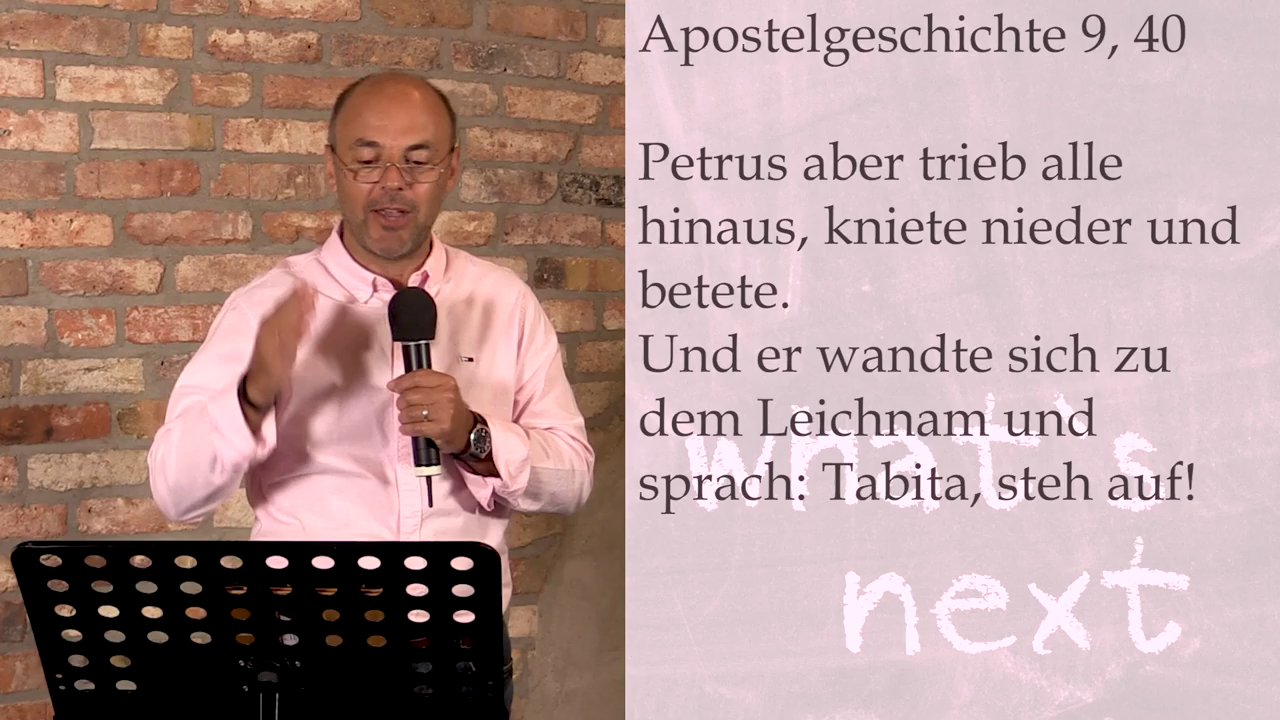 Apostelgeschichte 9, 40
Petrus aber trieb alle
hinaus, kniete nieder und
betete.
Und er wandte sich zu
dem Leichnam und
sprach: Tabita, steh auf!
what's
next